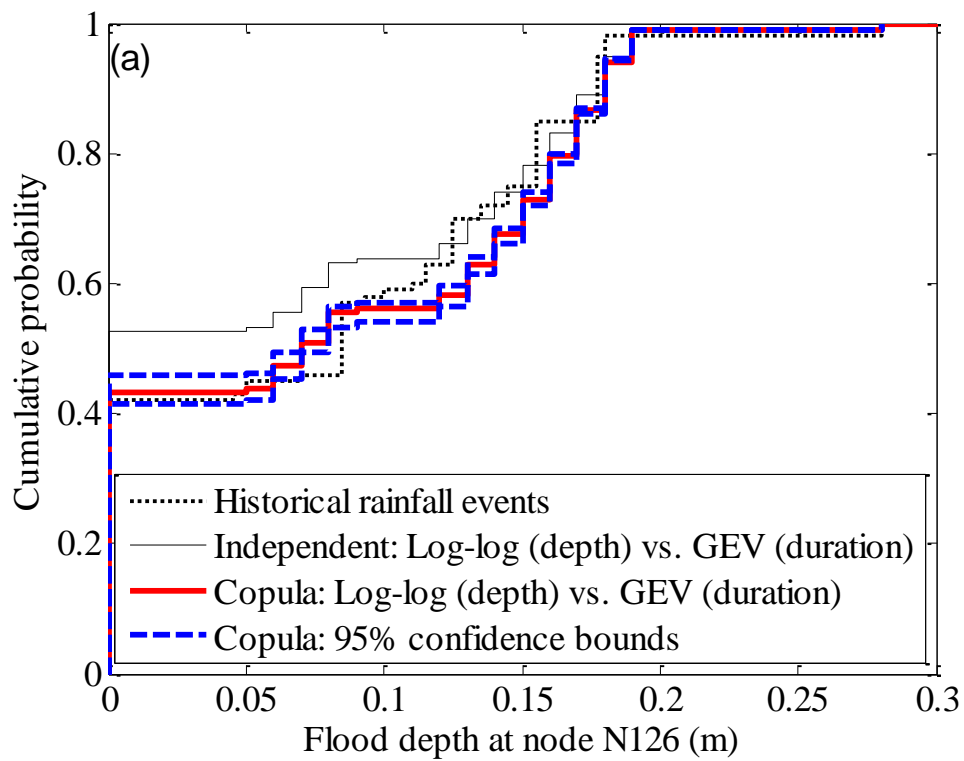 (a)
1
0.8
0.6
0.4
0.2
0
Cumulative probability
Historical rainfall events
Independent: Log-log (depth) vs. GEV (duration)
Copula: Log-log (depth) vs. GEV (duration)
Copula: 95% confidence bounds
0 0.05 0.1 0.15 0.2 0.25 0.3
Flood depth at node N126 (m)